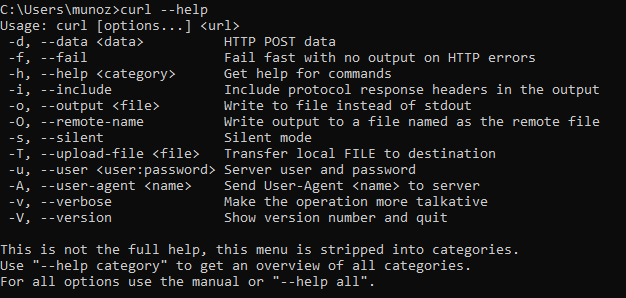 C:\Users\munoz>curl --help
Usage: curl [options...] <url>
 -d, --data <data>          HTTP POST data
 -f, --fail                 Fail fast with no output on HTTP errors
 -h, --help <category>      Get help for commands
 -i, --include              Include protocol response headers in the output
 -o, --output <file>        Write to file instead of stdout
 -O, --remote-name          Write output to a file named as the remote file
 -s, --silent               Silent mode
 -T, --upload-file <file>   Transfer local FILE to destination
 -u, --user <user:password> Server user and password
 -A, --user-agent <name>    Send User-Agent <name> to server
 -v, --verbose              Make the operation more talkative
 -V, --version              Show version number and quit

This is not the full help, this menu is stripped into categories.
Use "--help category" to get an overview of all categories.
For all options use the manual or "--help all".